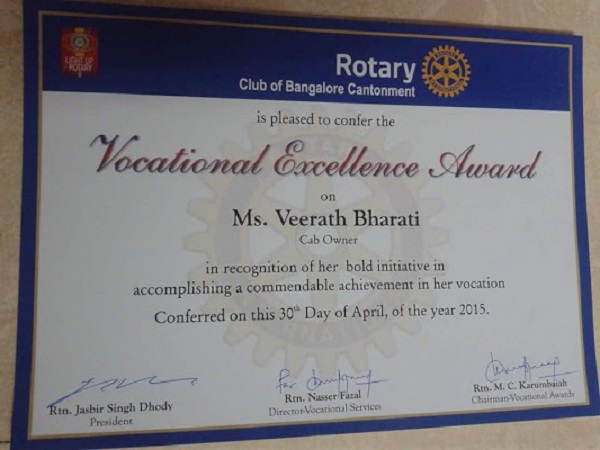 LIGHT UP
ROTARY
Rotary
Club of Bangalore Cantonment
is pleased to confer the
Vocational Excellence Award
on
Ms. Veerath Bharati
Cab Owner
in recognition of her bold initiative in
accomplishing a commendable achievement in her vocation
Conferred on this 30th Day of April, of the year 2015.
Rtn. Jasbir Singh Dhody
President
For
Rtn. Nasser Fazal
Director-Vocational Services
Rtn. M. C. Karumbaiah
Chairman-Vocational Awards